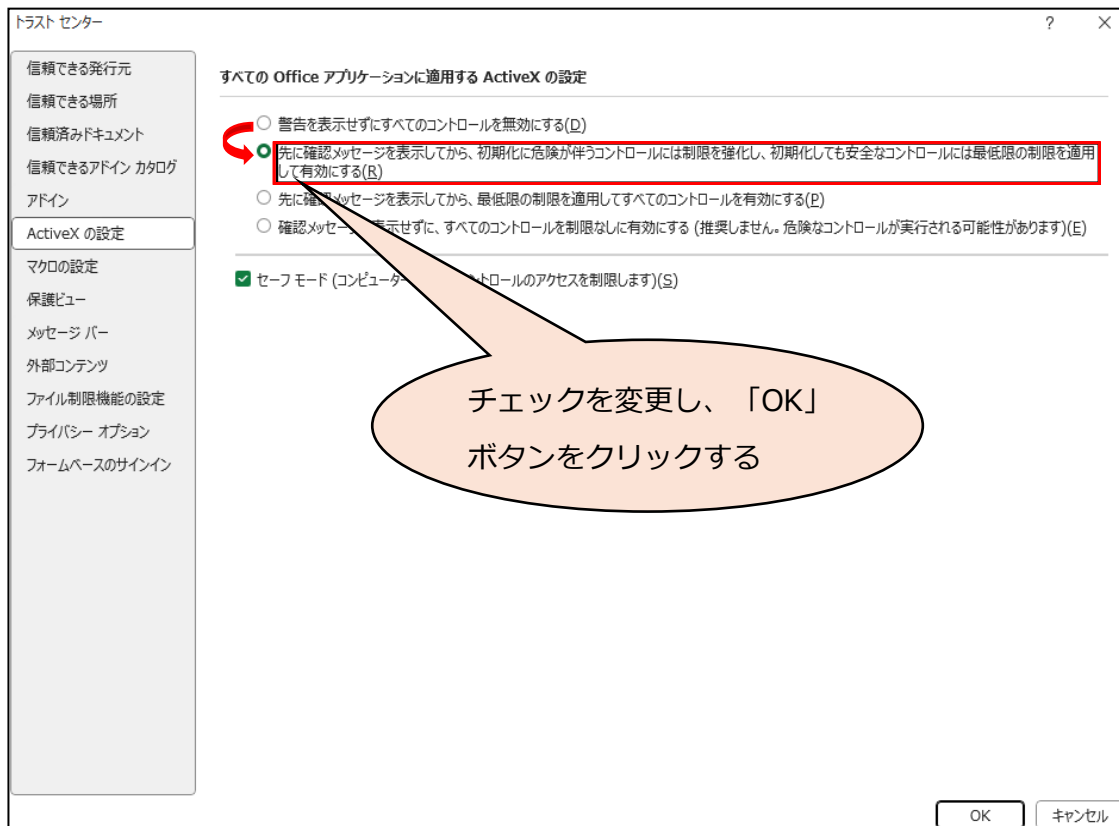 トラスト センター
? ×
信頼できる発行元
信頼できる場所
信頼済みドキュメント
信頼できるアドイン カタログ
アドイン
ActiveX の設定
マクロの設定
保護ビュー
メッセージ バー
外部コンテンツ
ファイル制限機能の設定
プライバシー オプション
フォームベースのサインイン
すべての Office アプリケーションに適用する ActiveX の設定
警告を表示せずにすべてのコントロールを無効にする(D)
先に確認メッセージを表示してから、初期化に危険が伴うコントロールには制限を強化し、初期化しても安全なコントロールには最低限の制限を適用
して有効にする(R)
先に確認メッセージを表示してから、最低限の制限を適用してすべてのコントロールを有効にする(P)
確認メッセー 表示せずに、すべてのコントロールを制限なしに有効にする (推奨しません。危険なコントロールが実行される可能性があります)(E)
セーフ モード (コンピューター ントロールのアクセスを制限します)(S)
チェックを変更し、「OK」
ボタンをクリックする
OK
キャンセル